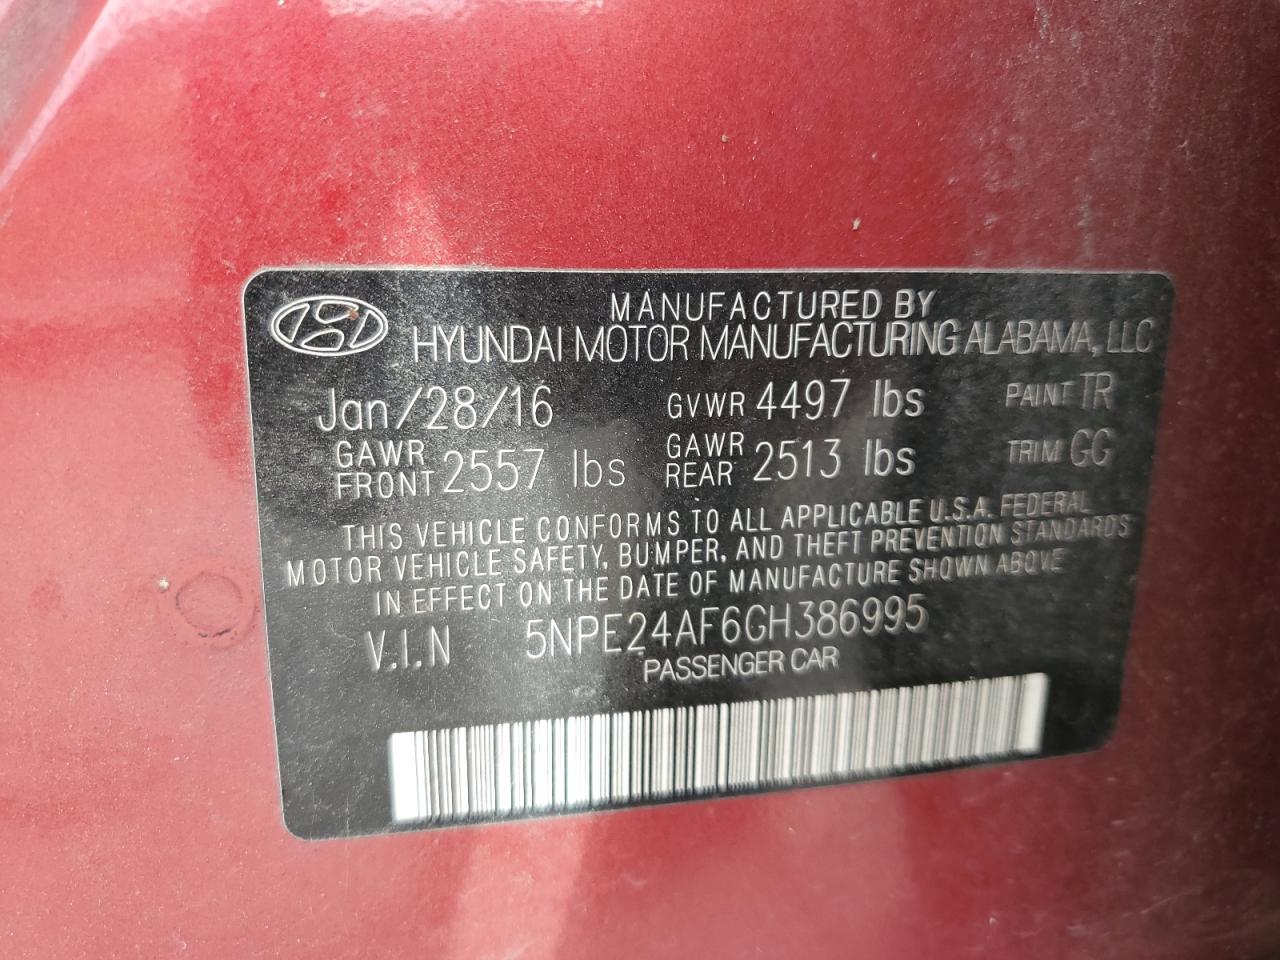 MANUFACTURED BY
HYUNDAI MOTOR MANUFACTURING ALABAMA, LLC
Jan/28/16 GVWR 4497 lbs PAINT TR
GAWR FRONT 2557 lbs GAWR REAR 2513 lbs TRIM GG
THIS VEHICLE CONFORMS TO ALL APPLICABLE U.S.A. FEDERAL
MOTOR VEHICLE SAFETY, BUMPER, AND THEFT PREVENTION STANDARDS
IN EFFECT ON THE DATE OF MANUFACTURE SHOWN ABOVE
V.I.N 5NPE24AF6GH386995
PASSENGER CAR